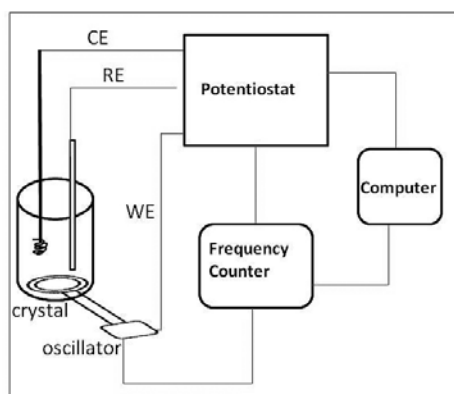 CE
RE
Potentiostat
Computer
WE
Frequency
Counter
crystal
oscillator